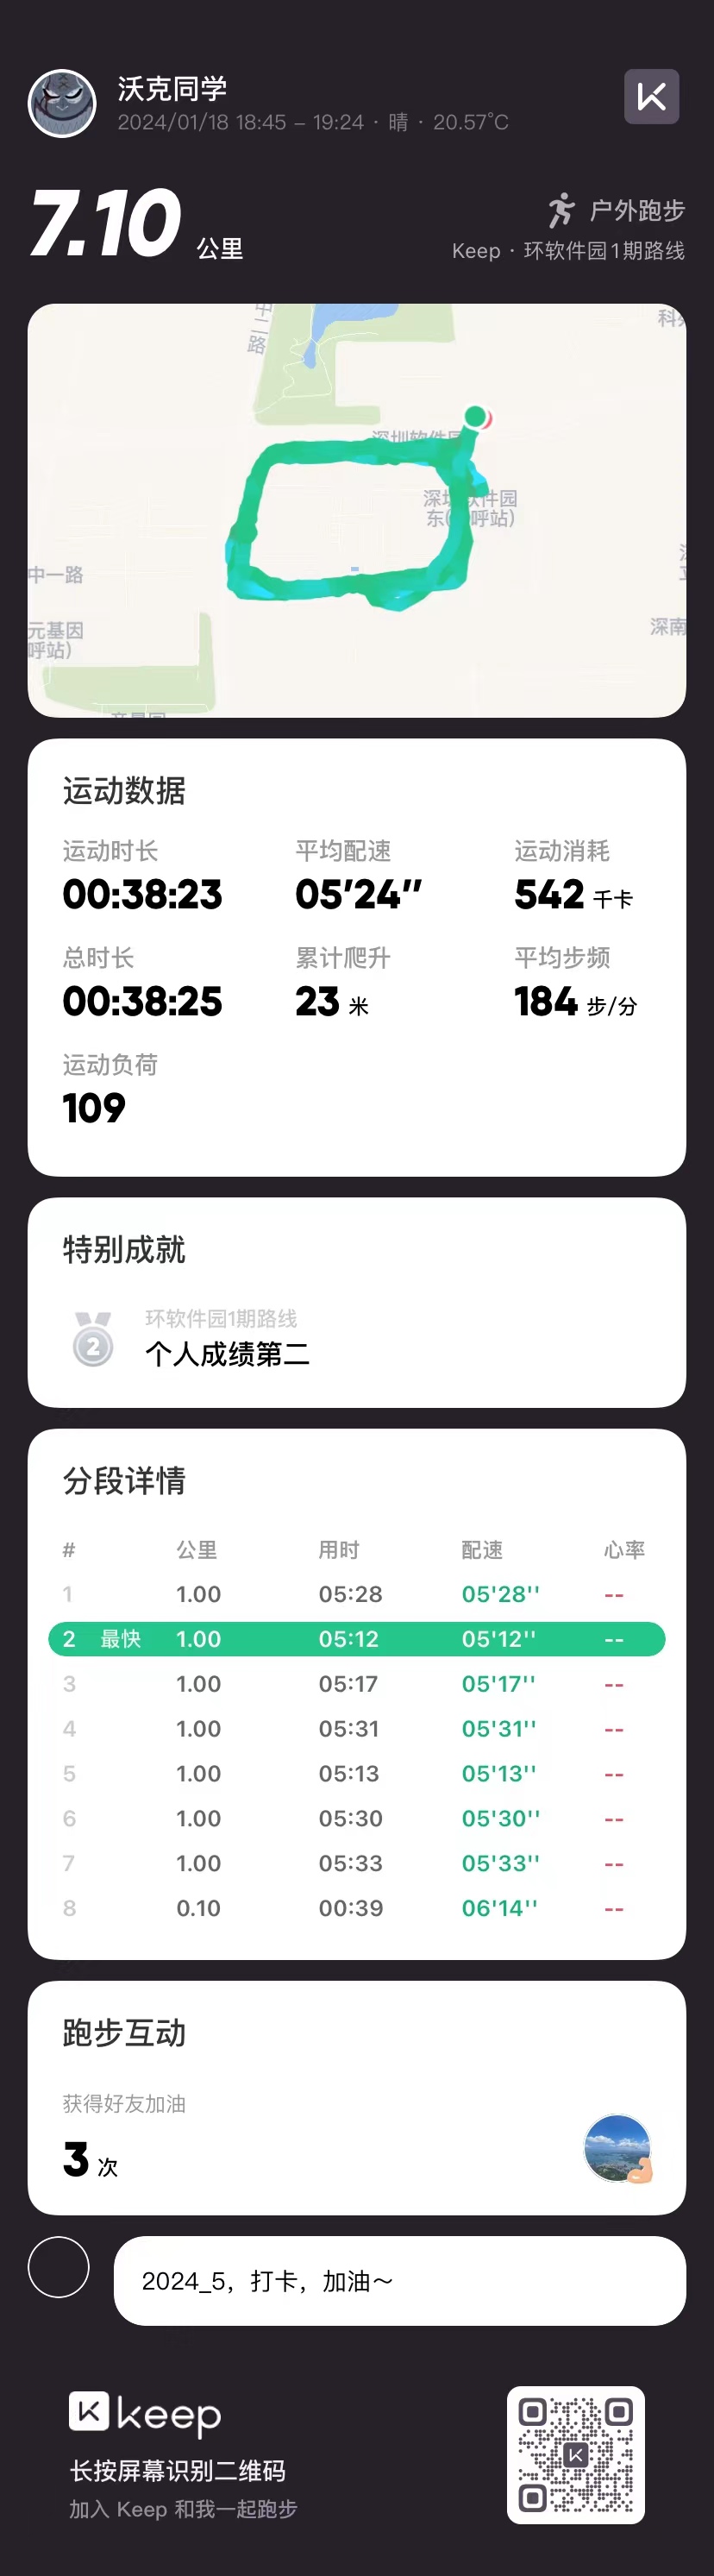 沃克同学
2024/01/18 18:45 – 19:24 · 晴 · 20.57°C
7.10 公里
户外跑步
Keep · 环软件园1期路线
中二路
深圳软件园
深圳软件园
东( 呼站)
中一路
元基因
呼站)
深南
运动数据
运动时长 平均配速 运动消耗
00:38:23 05'24'' 542 千卡
总时长 累计爬升 平均步频
00:38:25 23 米 184 步/分
运动负荷
109
特别成就
2
环软件园1期路线
个人成绩第二
分段详情
# 公里 用时 配速 心率
1 1.00 05:28 05'28'' --
2 最快 1.00 05:12 05'12'' --
3 1.00 05:17 05'17'' --
4 1.00 05:31 05'31'' --
5 1.00 05:13 05'13'' --
6 1.00 05:30 05'30'' --
7 1.00 05:33 05'33'' --
8 0.10 00:39 06'14'' --
跑步互动
获得好友加油
3 次
2024_5，打卡，加油～
keep
长按屏幕识别二维码
加入 Keep 和我一起跑步